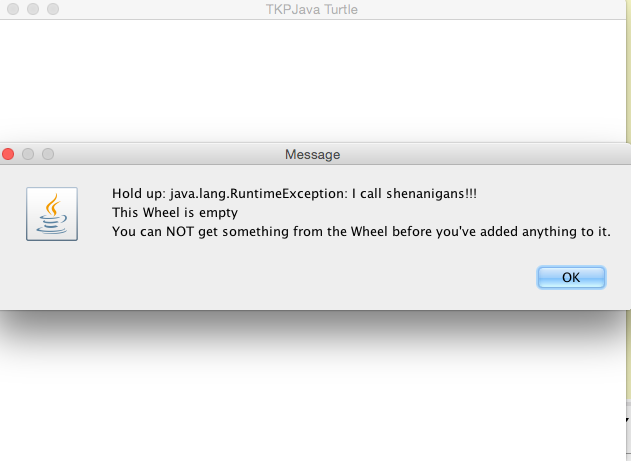 TKPJava Turtle
Message
Hold up: java.lang.RuntimeException: I call shenanigans!!!
This Wheel is empty
You can NOT get something from the Wheel before you've added anything to it.
OK